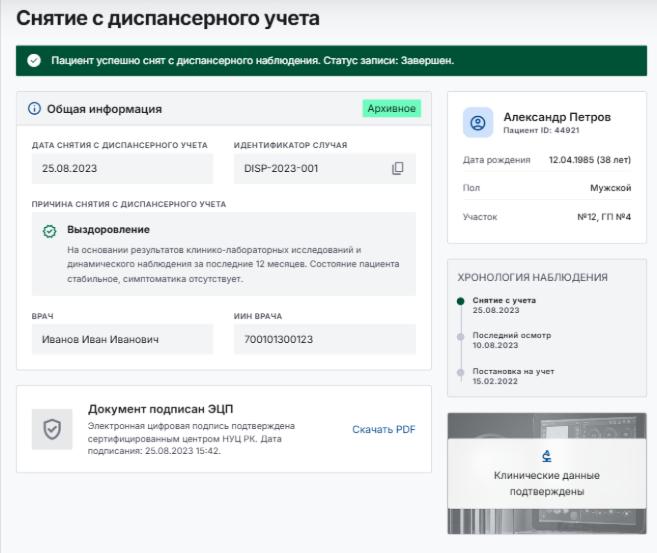 Снятие с диспансерного учета
Пациент успешно снят с диспансерного наблюдения. Статус записи: Завершен.
Общая информация
Архивное
ДАТА СНЯТИЯ С ДИСПАНСЕРНОГО УЧЕТА
ИДЕНТИФИКАТОР СЛУЧАЯ
25.08.2023
DISP-2023-001
ПРИЧИНА СНЯТИЯ С ДИСПАНСЕРНОГО УЧЕТА
Выздоровление
На основании результатов клинико-лабораторных исследований и
динамического наблюдения за последние 12 месяцев. Состояние пациента
стабильное, симптоматика отсутствует.
ВРАЧ
ИИН ВРАЧА
Иванов Иван Иванович
700101300123
Документ подписан ЭЦП
Электронная цифровая подпись подтверждена
сертифицированным центром НУЦ РК. Дата
подписания: 25.08.2023 15:42.
Скачать PDF
Александр Петров
Пациент ID: 44921
Дата рождения
12.04.1985 (38 лет)
Пол
Мужской
Участок
№12, ГП №4
ХРОНОЛОГИЯ НАБЛЮДЕНИЯ
Снятие с учета
25.08.2023
Последний осмотр
10.08.2023
Постановка на учет
15.02.2022
Клинические данные
подтверждены